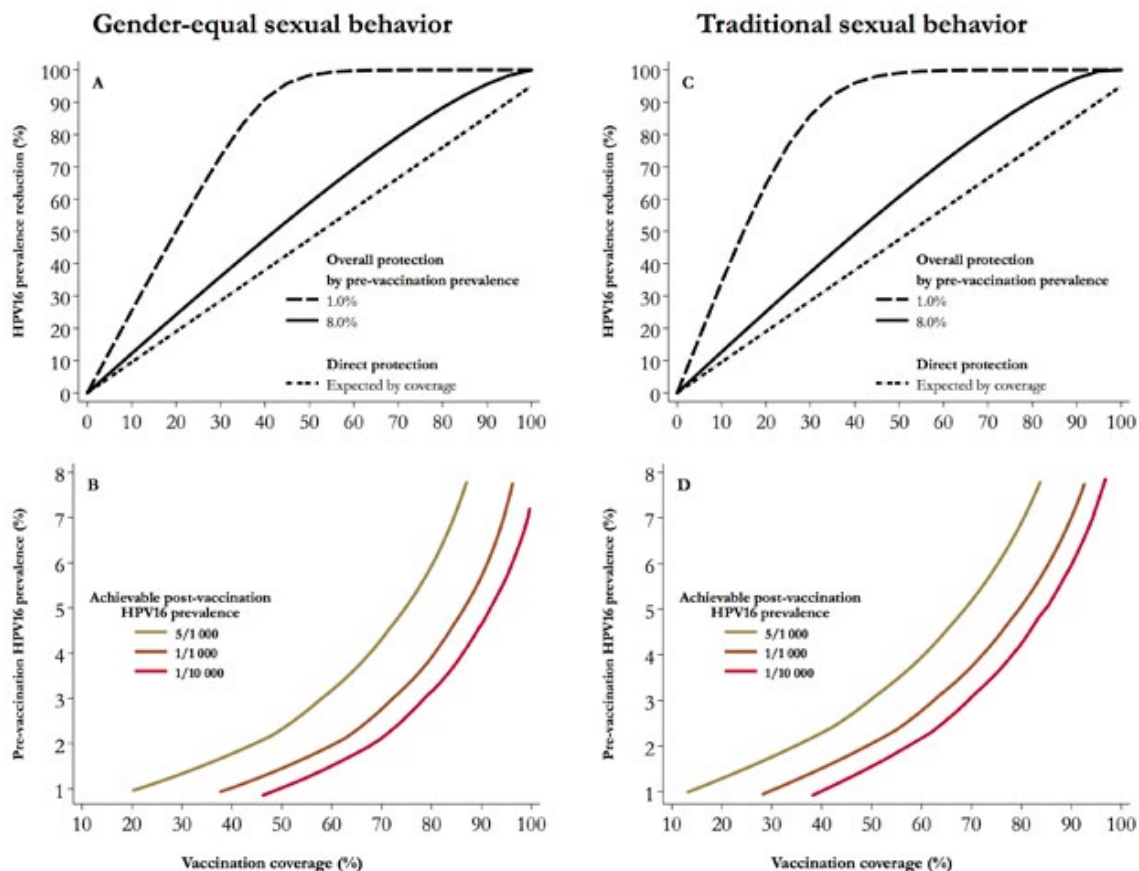 Gender-equal sexual behavior
Traditional sexual behavior
A
HPV16 prevalence reduction (%)
100
90
80
70
60
50
40
30
20
10
0
Overall protection
by pre-vaccination prevalence
1.0%
8.0%
Direct protection
Expected by coverage
0 10 20 30 40 50 60 70 80 90 100
C
HPV16 prevalence reduction (%)
100
90
80
70
60
50
40
30
20
10
0
Overall protection
by pre-vaccination prevalence
1.0%
8.0%
Direct protection
Expected by coverage
0 10 20 30 40 50 60 70 80 90 100
B
Pre-vaccination HPV16 prevalence (%)
8
7
6
5
4
3
2
1
Achievable post-vaccination
HPV16 prevalence
5/1 000
1/1 000
1/10 000
10 20 30 40 50 60 70 80 90 100
Vaccination coverage (%)
D
Pre-vaccination HPV16 prevalence (%)
8
7
6
5
4
3
2
1
Achievable post-vaccination
HPV16 prevalence
5/1 000
1/1 000
1/10 000
10 20 30 40 50 60 70 80 90 100
Vaccination coverage (%)